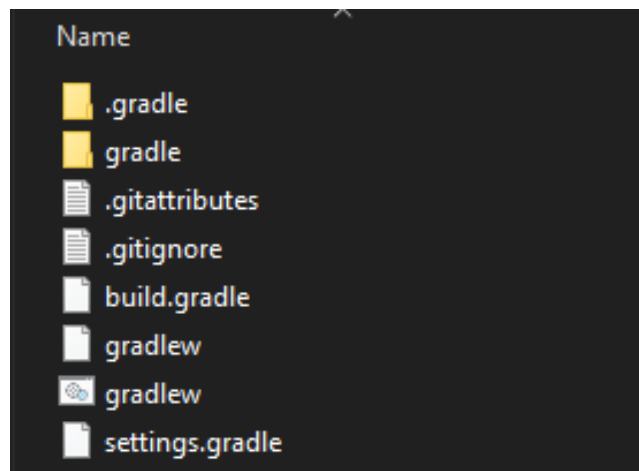 Name
.gradle
gradle
.gitattributes
.gitignore
build.gradle
gradlew
gradlew
settings.gradle